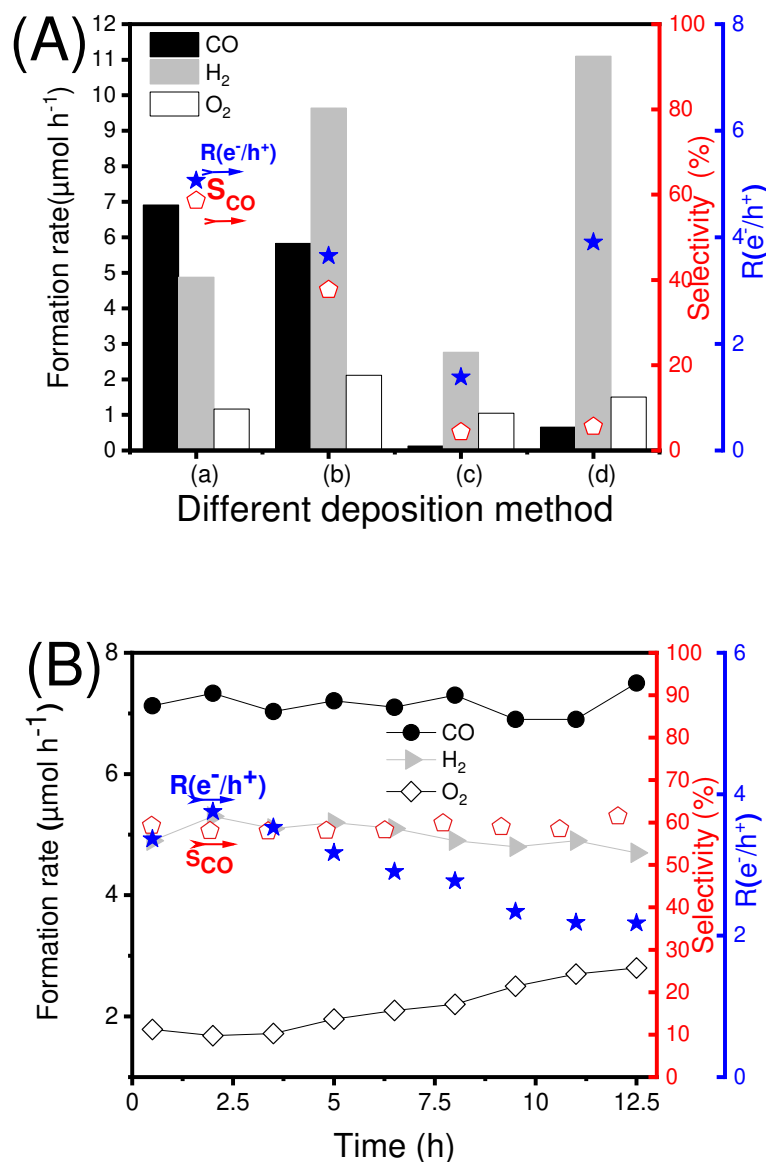 (A)
Formation rate(µmol h⁻¹)
12
11
10
9
8
7
6
5
4
3
2
1
0
CO
H₂
O₂
R(e⁻/h⁺)
S_CO
(a)
(b)
(c)
(d)
Different deposition method
100
80
60
40
20
0
Selectivity (%)
8
6
4
2
0
R(e⁻/h⁺)
(B)
Formation rate (µmol h⁻¹)
8
6
4
2
CO
H₂
O₂
R(e⁻/h⁺)
S_CO
0
2.5
5.0
7.5
10
12.5
Time (h)
100
90
80
70
60
50
40
30
20
10
0
Selectivity (%)
6
4
2
0
R(e⁻/h⁺)